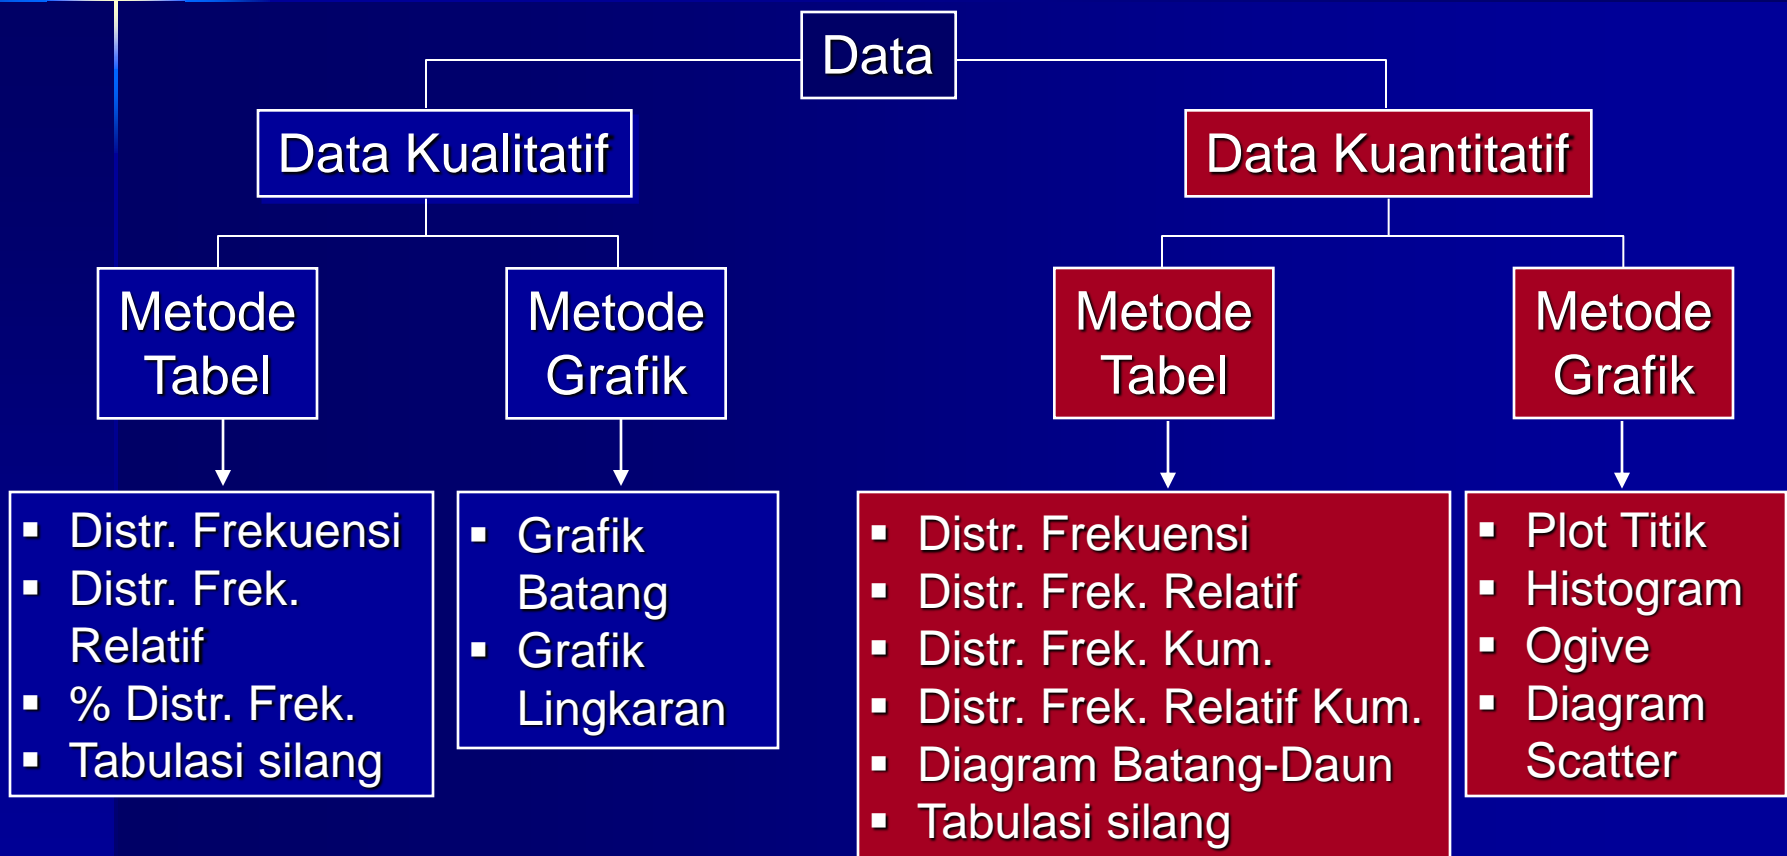 Data
Data Kualitatif
Data Kuantitatif
Metode
Tabel
Metode
Grafik
Metode
Tabel
Metode
Grafik
▪ Distr. Frekuensi
▪ Distr. Frek.
Relatif
▪ % Distr. Frek.
▪ Tabulasi silang
▪ Grafik
Batang
▪ Grafik
Lingkaran
▪ Distr. Frekuensi
▪ Distr. Frek. Relatif
▪ Distr. Frek. Kum.
▪ Distr. Frek. Relatif Kum.
▪ Diagram Batang-Daun
▪ Tabulasi silang
▪ Plot Titik
▪ Histogram
▪ Ogive
▪ Diagram
Scatter